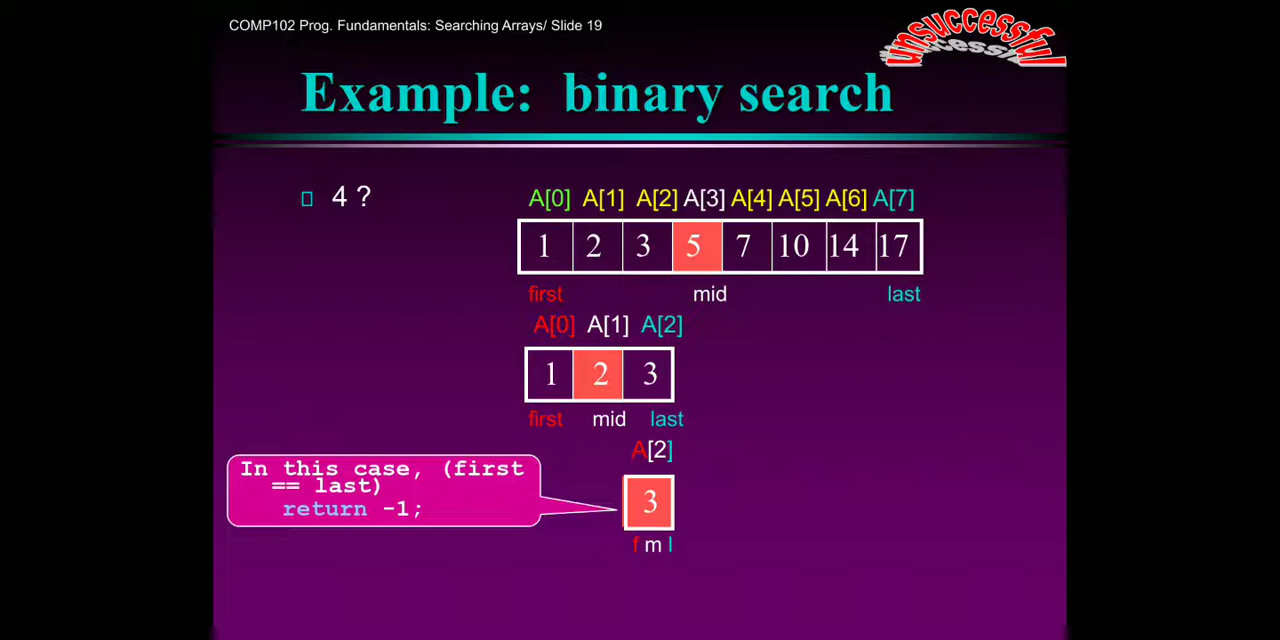 COMP102 Prog. Fundamentals: Searching Arrays/ Slide 19
unsuccessful
Example: binary search
4 ?
A[0] A[1] A[2] A[3] A[4] A[5] A[6] A[7]
1 2 3 5 7 10 14 17
first mid last
A[0] A[1] A[2]
1 2 3
first mid last
A[2]
In this case, (first
== last)
return -1;
3
f m l